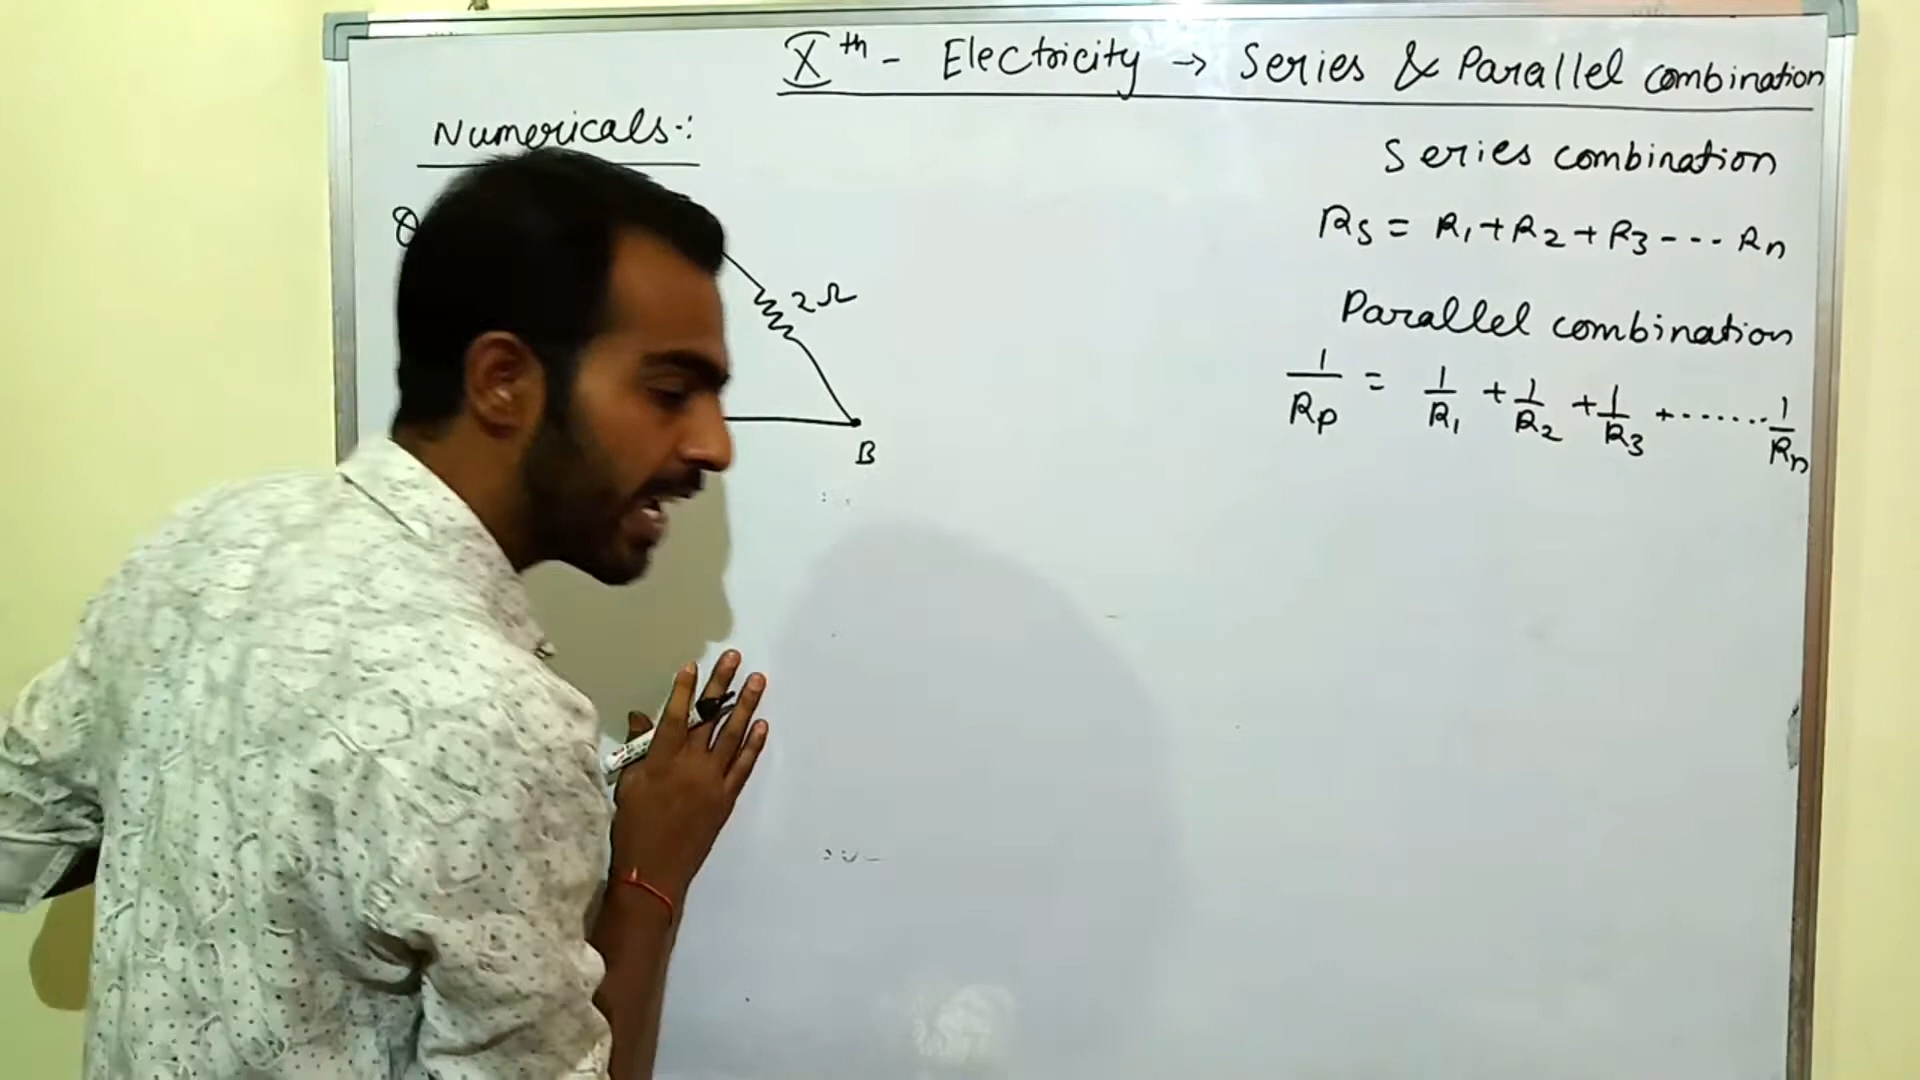 Xth - Electricity → Series & Parallel combination
Numericals:
Series combination
Rs = R1 + R2 + R3 --- Rn
2Ω
Parallel combination
1/Rp = 1/R1 + 1/R2 + 1/R3 + ....... 1/Rn
B